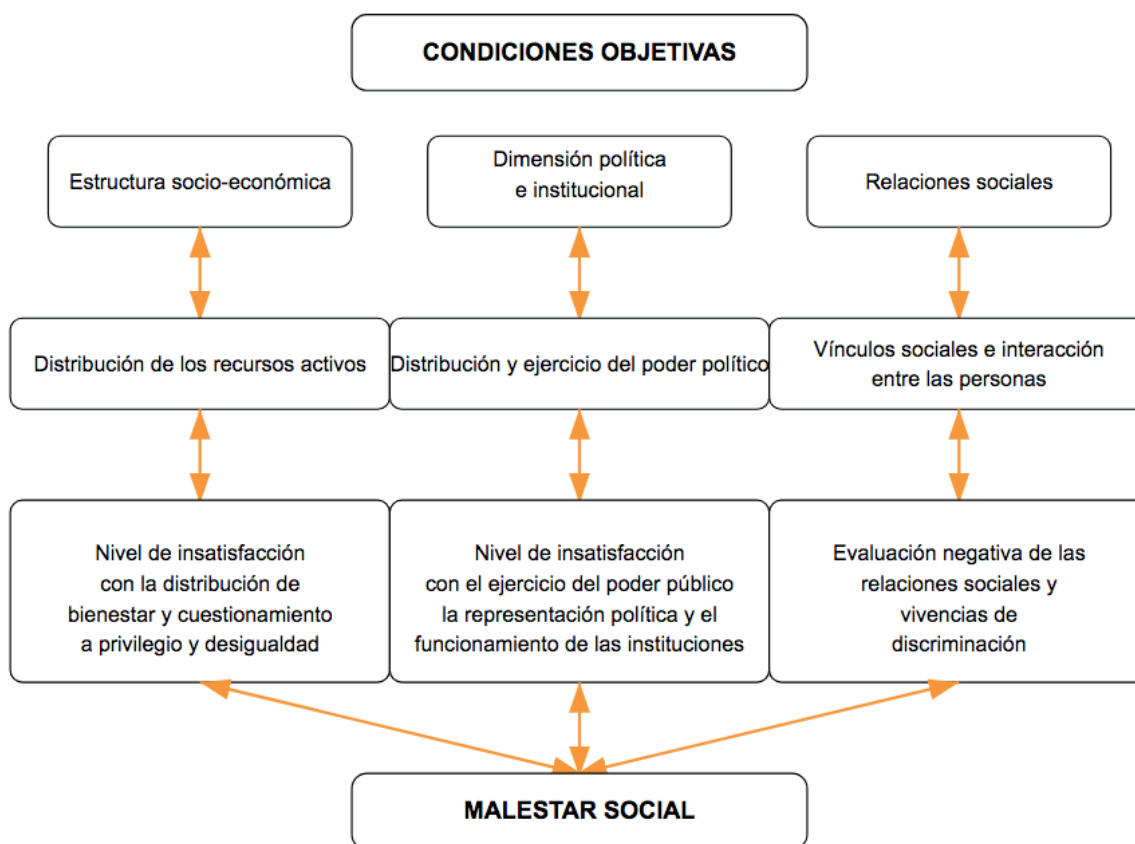 CONDICIONES OBJETIVAS
Estructura socio-económica
Dimensión política
e institucional
Relaciones sociales
Distribución de los recursos activos
Distribución y ejercicio del poder político
Vínculos sociales e interacción
entre las personas
Nivel de insatisfacción
con la distribución de
bienestar y cuestionamiento
a privilegio y desigualdad
Nivel de insatisfacción
con el ejercicio del poder público
la representación política y el
funcionamiento de las instituciones
Evaluación negativa de las
relaciones sociales y
vivencias de
discriminación
MALESTAR SOCIAL